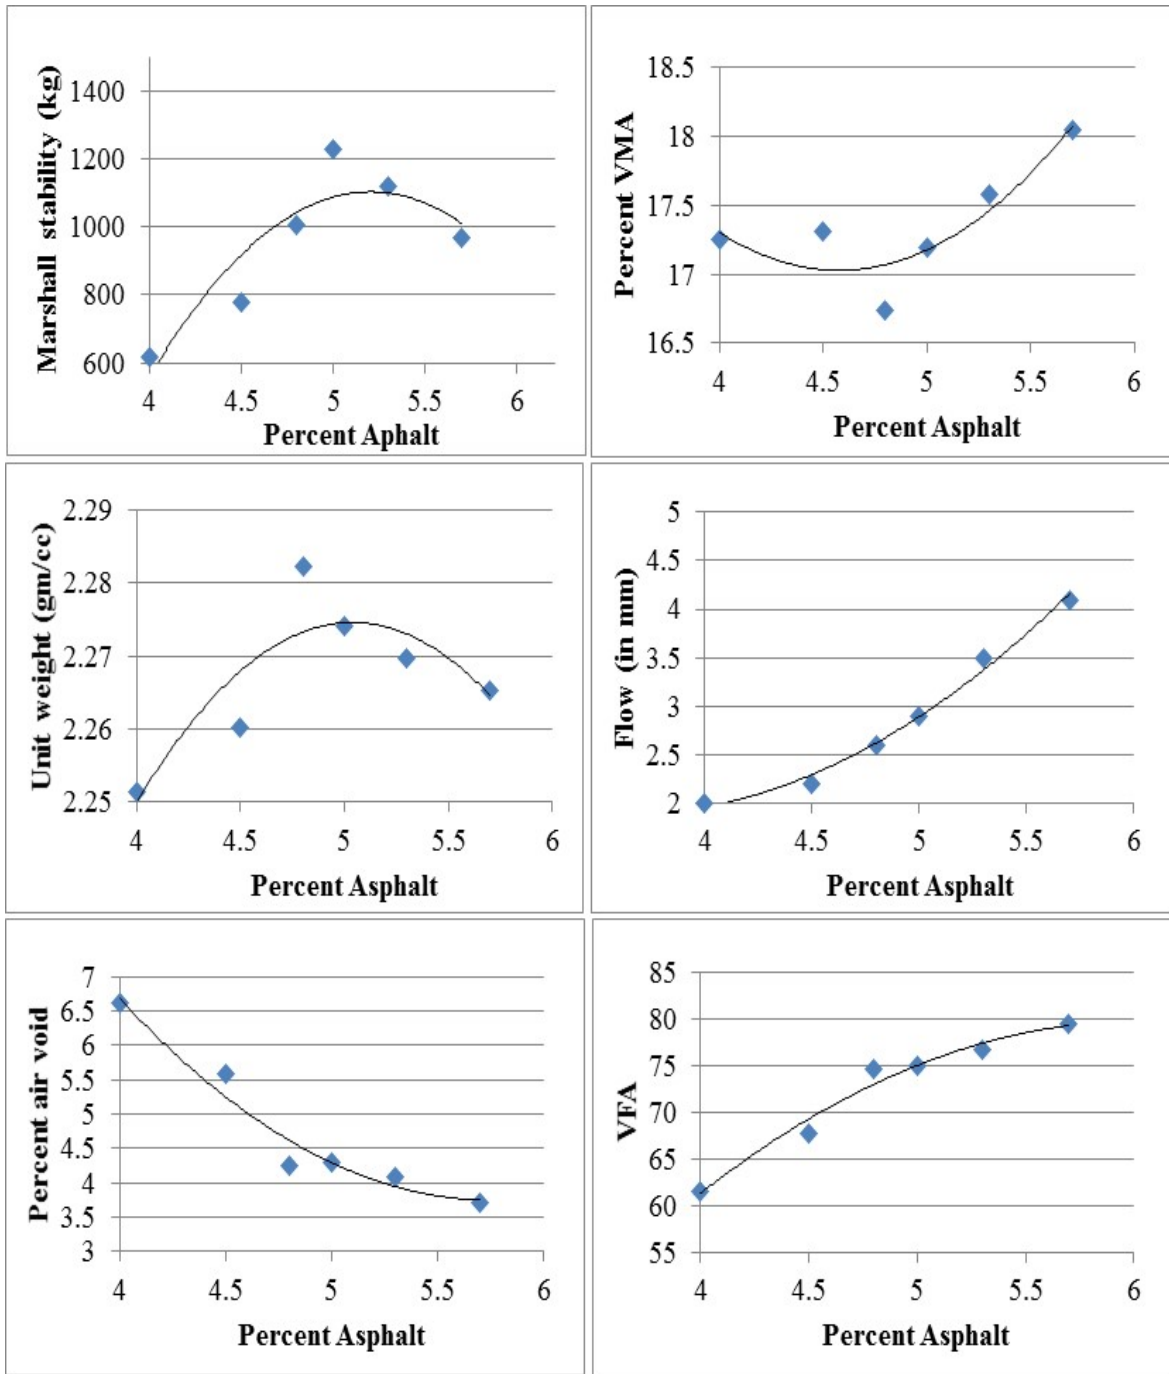 Marshall stability (kg)
1400
1200
1000
800
600
4 4.5 5 5.5 6
Percent Aphalt
Percent VMA
18.5
18
17.5
17
16.5
4 4.5 5 5.5 6
Percent Asphalt
Unit weight (gm/cc)
2.29
2.28
2.27
2.26
2.25
4 4.5 5 5.5 6
Percent Asphalt
Flow (in mm)
5
4.5
4
3.5
3
2.5
2
4 4.5 5 5.5 6
Percent Asphalt
Percent air void
7
6.5
6
5.5
5
4.5
4
3.5
3
4 4.5 5 5.5 6
Percent Asphalt
VFA
85
80
75
70
65
60
55
4 4.5 5 5.5 6
Percent Asphalt